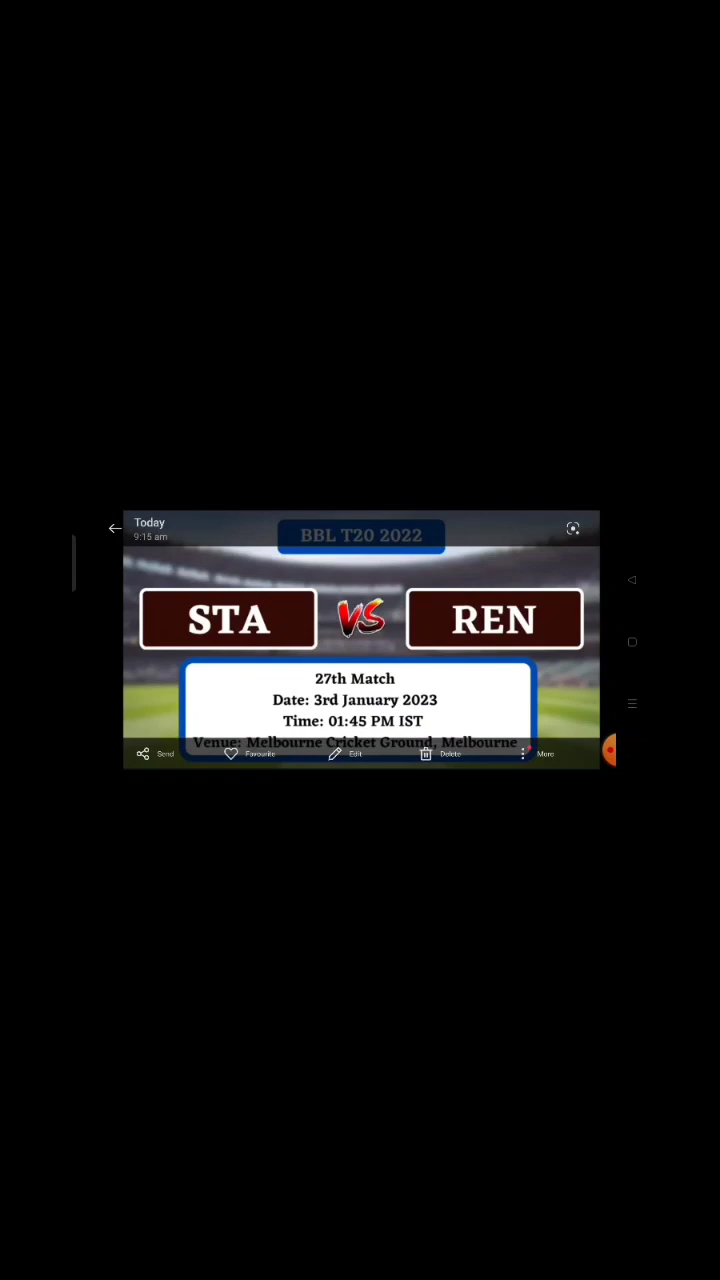 Today
9:15 am
BBL T20 2022
STA VS REN
27th Match
Date: 3rd January 2023
Time: 01:45 PM IST
Venue: Melbourne Cricket Ground, Melbourne
Send Favourite Edit Delete More